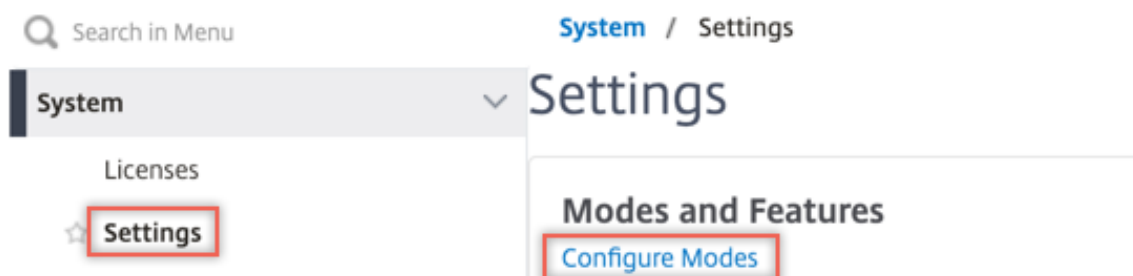 Search in Menu
System
Licenses
Settings
System / Settings
Settings
Modes and Features
Configure Modes